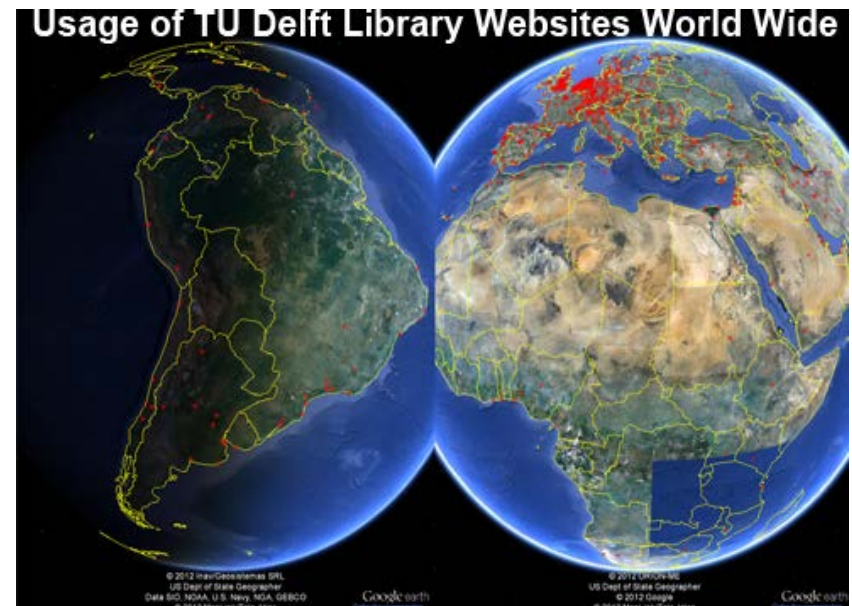 Usage of TU Delft Library Websites World Wide
© 2012 Inav/Geosistemas SRL
US Dept of State Geographer
Data SIO, NOAA, U.S. Navy, NGA, GEBCO
Google earth
© 2012 ORION-ME
US Dept of State Geographer
© 2012 Google
Google earth